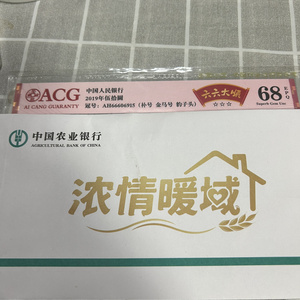 ACG
AI CANG GUARANTY
中国人民银行
2019年伍拾圆
冠号:AH66606915(补号 金马号 豹子头)
六六大顺
☆☆☆
68 EPQ
Superb Gem Unc
中国农业银行
AGRICULTURAL BANK OF CHINA
浓情暖域